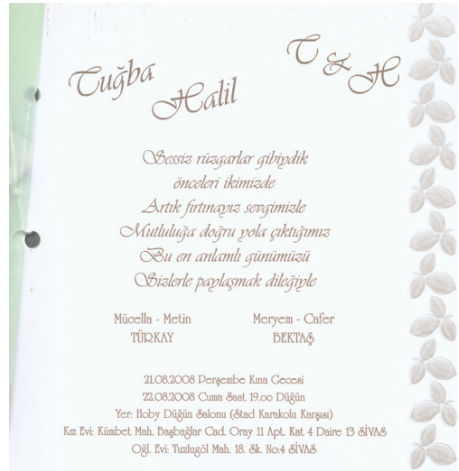 Tuğba
Halil
T & H
Sessiz rüzgarlar gibiydik
önceleri ikimizde
Artık fırtınayız sevgimizle
Mutluluğa doğru yola çıktığımız
Bu en anlamlı günümüzü
Sizlerle paylaşmak dileğiyle
Mücella - Metin Meryem - Cafer
TÜRKAY BEKTAŞ
21.08.2008 Perşembe Kına Gecesi
22.08.2008 Cuma Saat 19.00 Düğün
Yer: Hoby Düğün Salonu (Stad Karakolu Karşısı)
Kız Evi: Kümbet Mah. Başbağlar Cad. Oray 11 Apt. Kat 4 Daire 13 SİVAS
Oğl. Evi: Tuzlugöl Mah. 18. Sk. No:4 SİVAS